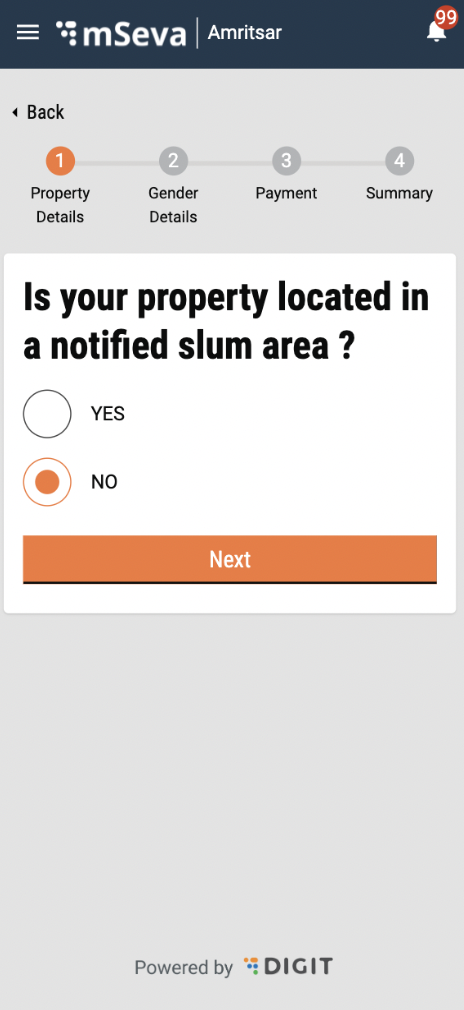 mSeva | Amritsar
99
Back
1
2
3
4
Property
Details
Gender
Details
Payment
Summary
Is your property located in
a notified slum area ?
YES
NO
Next
Powered by DIGIT